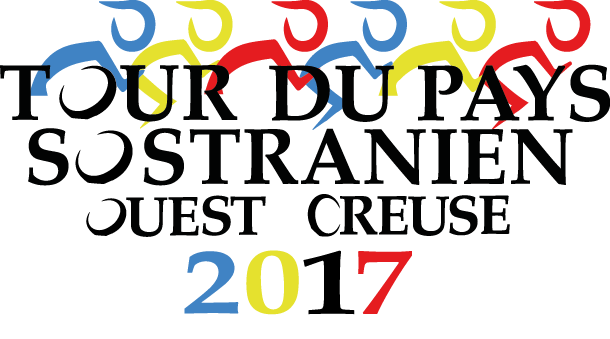 TOUR DU PAYS
SOSTRANIEN
OUEST CREUSE
2017